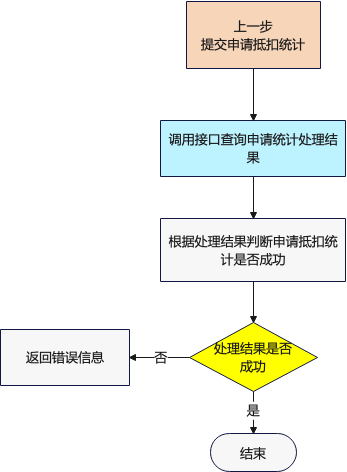 上一步
提交申请抵扣统计
调用接口查询申请统计处理结
果
根据处理结果判断申请抵扣统
计是否成功
处理结果是否
成功
否
返回错误信息
是
结束